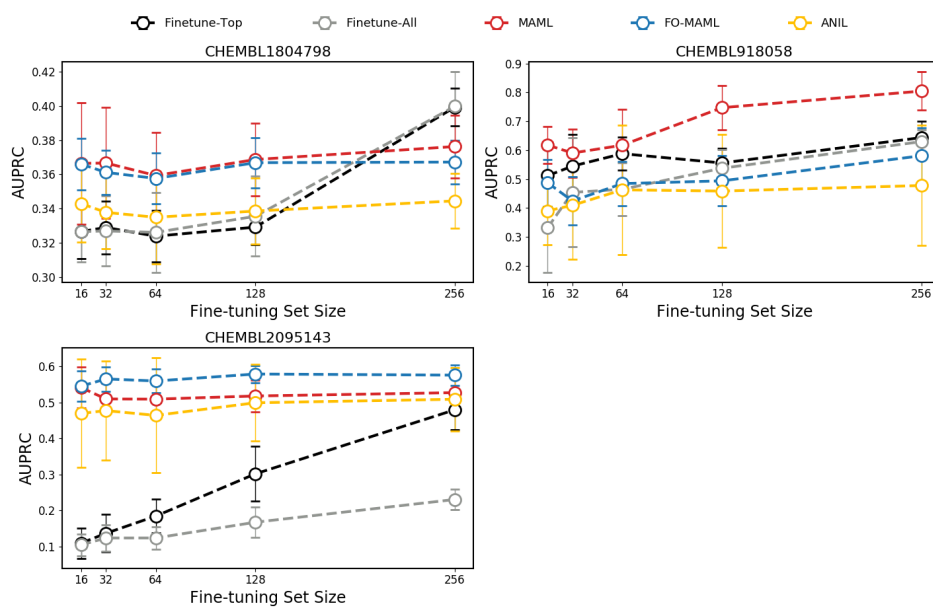 Finetune-Top Finetune-All MAML FO-MAML ANIL
CHEMBL1804798
AUPRC
0.42
0.40
0.38
0.36
0.34
0.32
0.30
16 32 64 128 256
Fine-tuning Set Size
CHEMBL918058
AUPRC
0.9
0.8
0.7
0.6
0.5
0.4
0.3
0.2
16 32 64 128 256
Fine-tuning Set Size
CHEMBL2095143
AUPRC
0.6
0.5
0.4
0.3
0.2
0.1
16 32 64 128 256
Fine-tuning Set Size